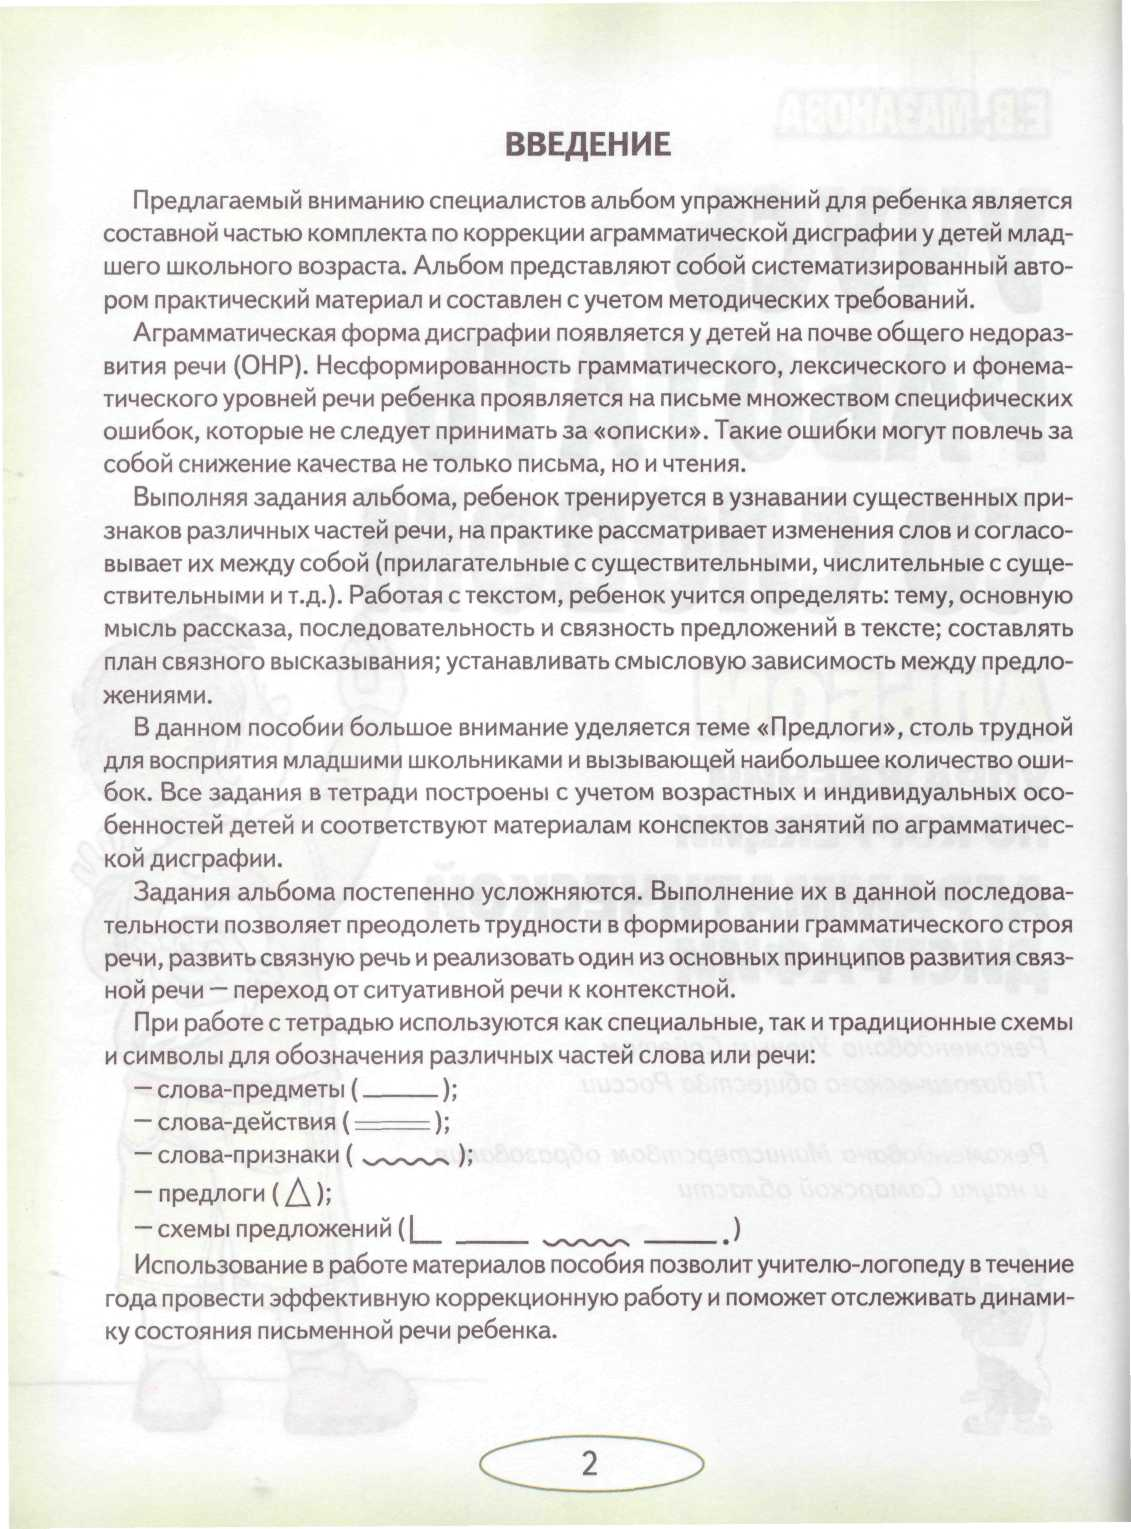 ВВЕДЕНИЕ
Предлагаемый вниманию специалистов альбом упражнений для ребенка является
составной частью комплекта по коррекции аграмматической дисграфии у детей млад-
шего школьного возраста. Альбом представляют собой систематизированный авто-
ром практический материал и составлен с учетом методических требований.
Аграмматическая форма дисграфии появляется у детей на почве общего недораз-
вития речи (ОНР). Несформированность грамматического, лексического и фонема-
тического уровней речи ребенка проявляется на письме множеством специфических
ошибок, которые не следует принимать за «описки». Такие ошибки могут повлечь за
собой снижение качества не только письма, но и чтения.
Выполняя задания альбома, ребенок тренируется в узнавании существенных при-
знаков различных частей речи, на практике рассматривает изменения слов и согласо-
вывает их между собой (прилагательные с существительными, числительные с суще-
ствительными и т.д.). Работая с текстом, ребенок учится определять: тему, основную
мысль рассказа, последовательность и связность предложений в тексте; составлять
план связного высказывания; устанавливать смысловую зависимость между предло-
жениями.
В данном пособии большое внимание уделяется теме «Предлоги», столь трудной
для восприятия младшими школьниками и вызывающей наибольшее количество оши-
бок. Все задания в тетради построены с учетом возрастных и индивидуальных осо-
бенностей детей и соответствуют материалам конспектов занятий по аграмматичес-
кой дисграфии.
Задания альбома постепенно усложняются. Выполнение их в данной последова-
тельности позволяет преодолеть трудности в формировании грамматического строя
речи, развить связную речь и реализовать один из основных принципов развития связ-
ной речи — переход от ситуативной речи к контекстной.
При работе с тетрадью используются как специальные, так и традиционные схемы
и символы для обозначения различных частей слова или речи:
— слова-предметы (______);
— слова-действия (======);
— слова-признаки ( ﹏﹏﹏ );
— предлоги (△);
— схемы предложений (|__ ______ ﹏﹏﹏ ______.)
Использование в работе материалов пособия позволит учителю-логопеду в течение
года провести эффективную коррекционную работу и поможет отслеживать динами-
ку состояния письменной речи ребенка.
2